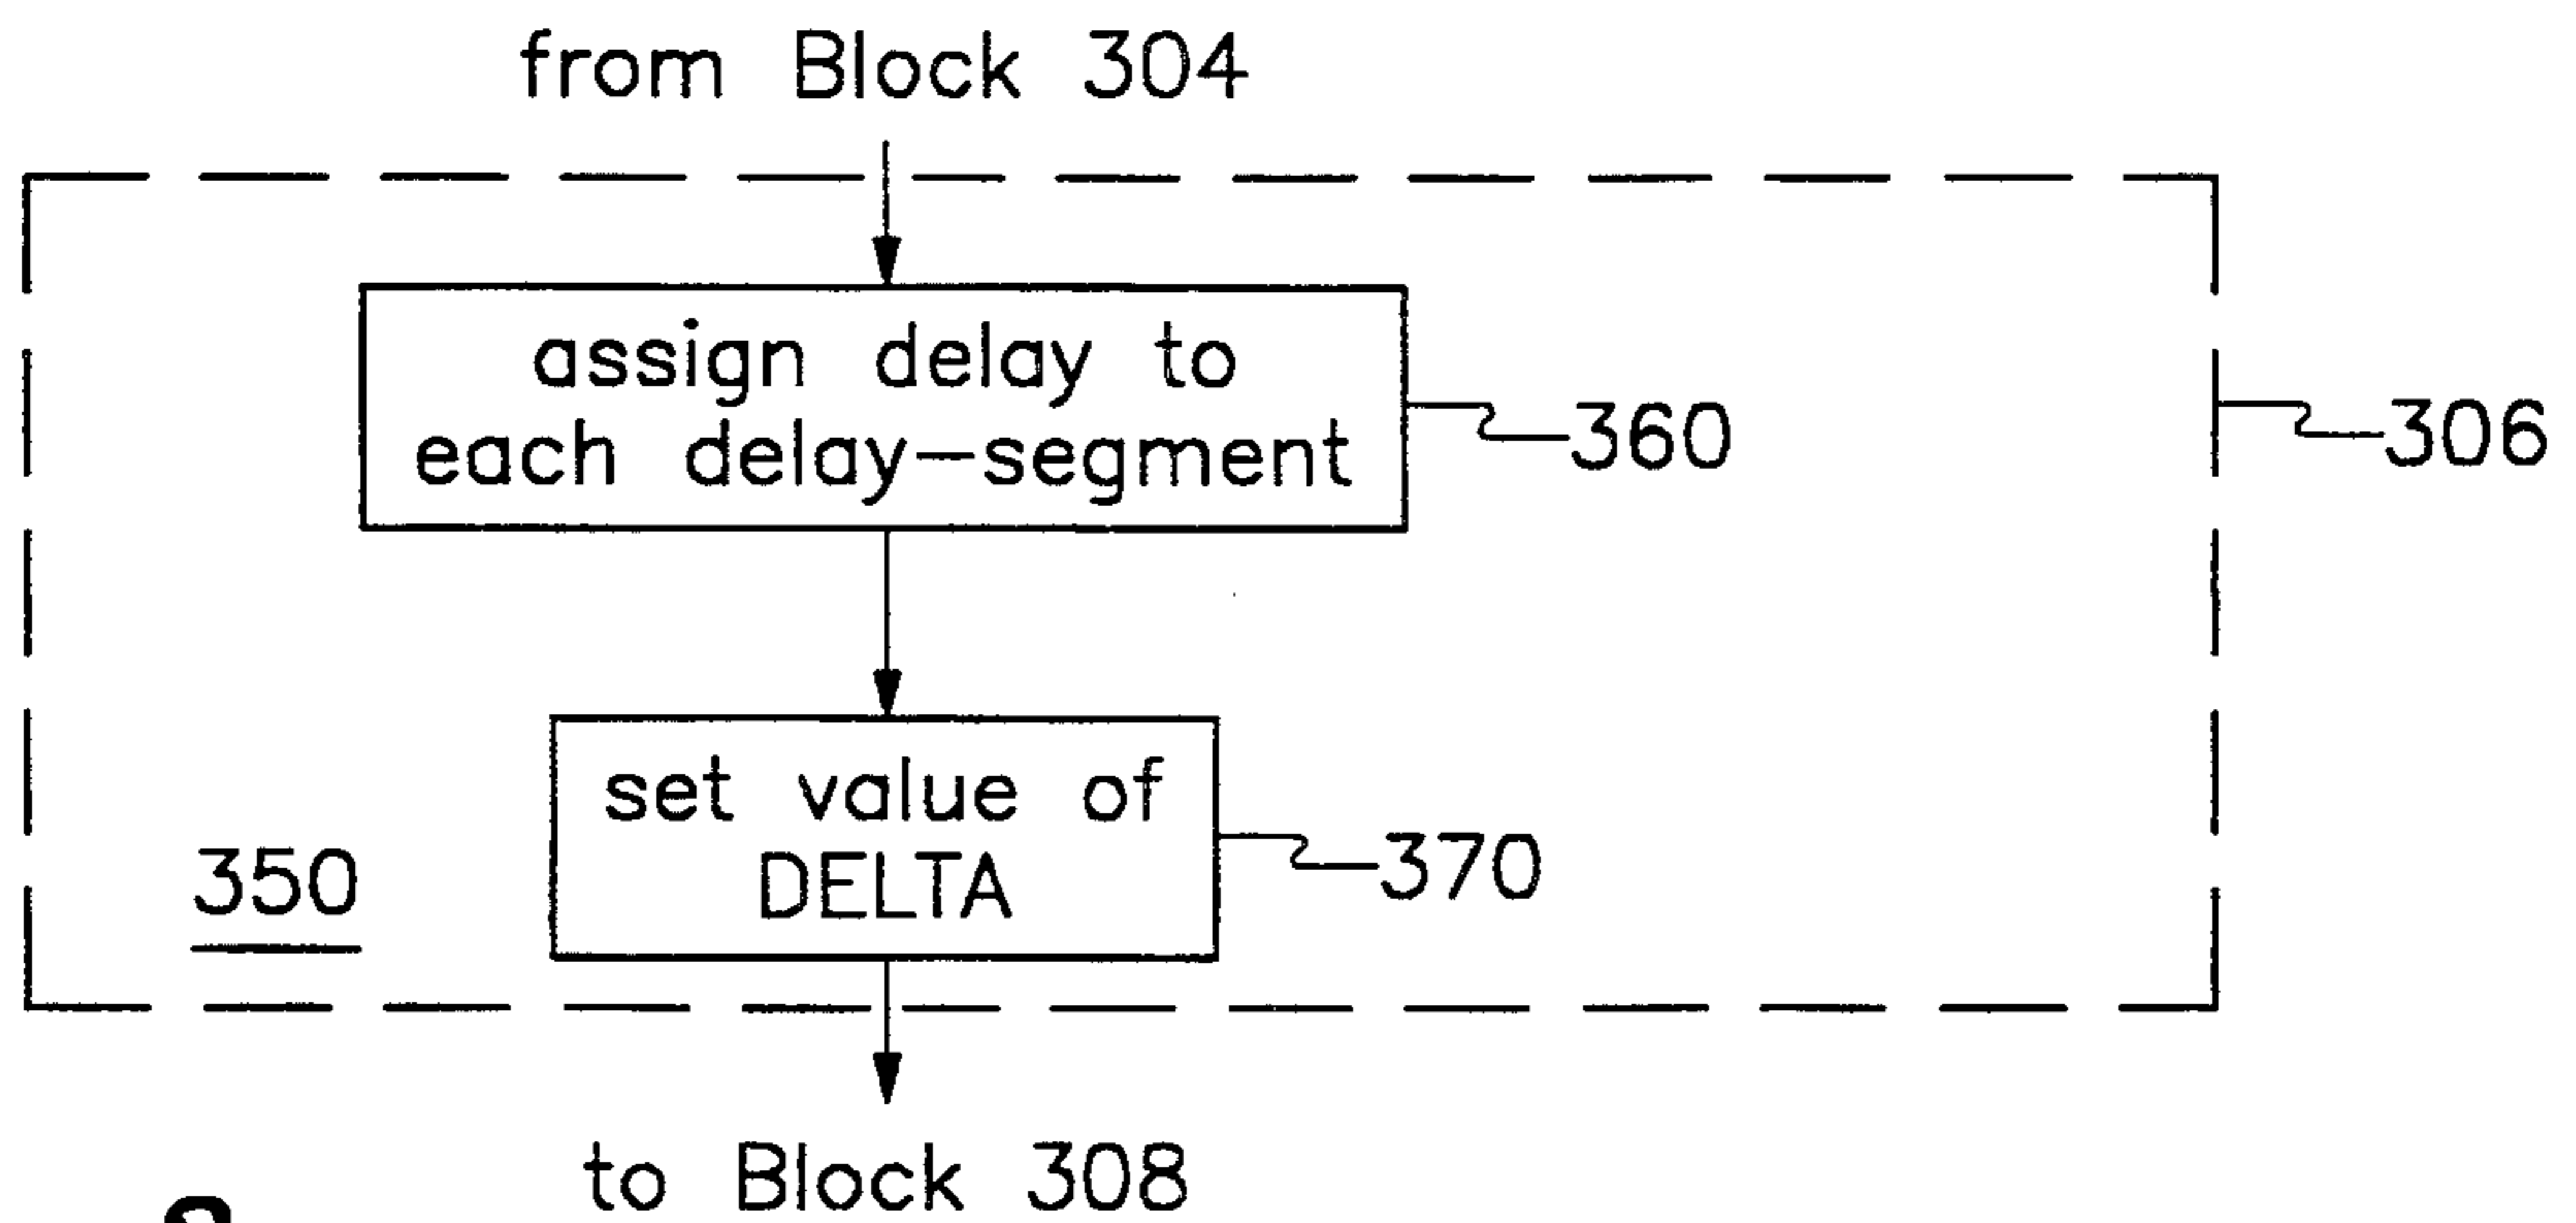 from Block 304
assign delay to
each delay-segment
360
306
set value of
DELTA
370
350
to Block 308